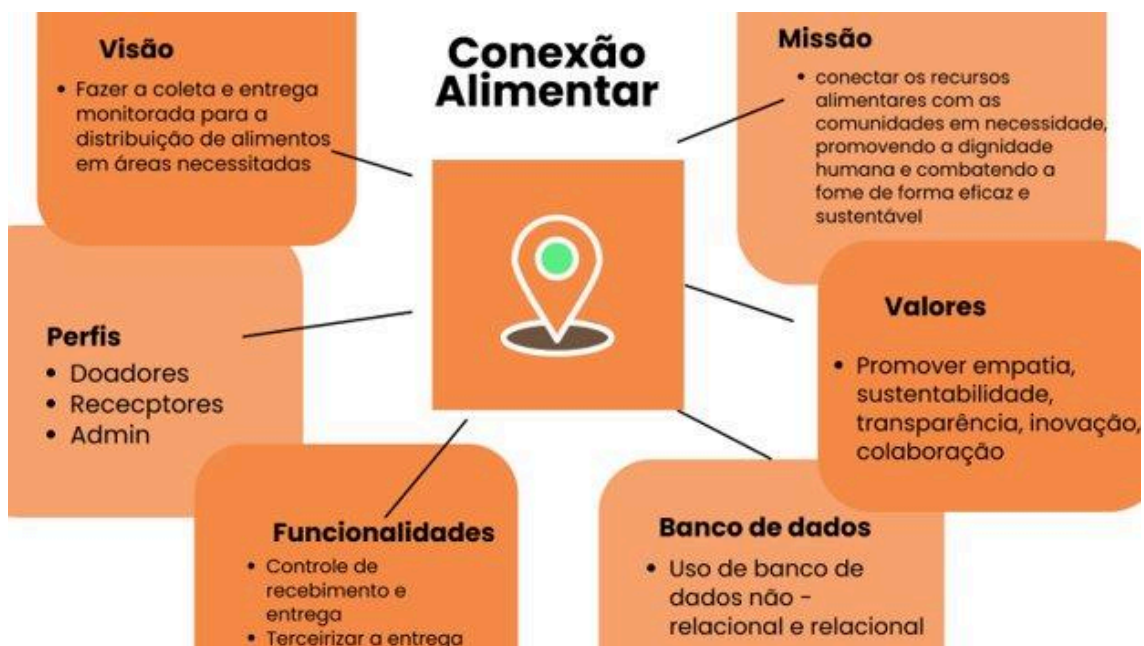 Conexão
Alimentar
Visão
• Fazer a coleta e entrega
monitorada para a
distribuição de alimentos
em áreas necessitadas
Missão
• conectar os recursos
alimentares com as
comunidades em necessidade,
promovendo a dignidade
humana e combatendo a
fome de forma eficaz e
sustentável
Perfis
• Doadores
• Rececptores
• Admin
Valores
• Promover empatia,
sustentabilidade,
transparência, inovação,
colaboração
Funcionalidades
• Controle de
recebimento e
entrega
• Terceirizar a entrega
Banco de dados
• Uso de banco de
dados não -
relacional e relacional